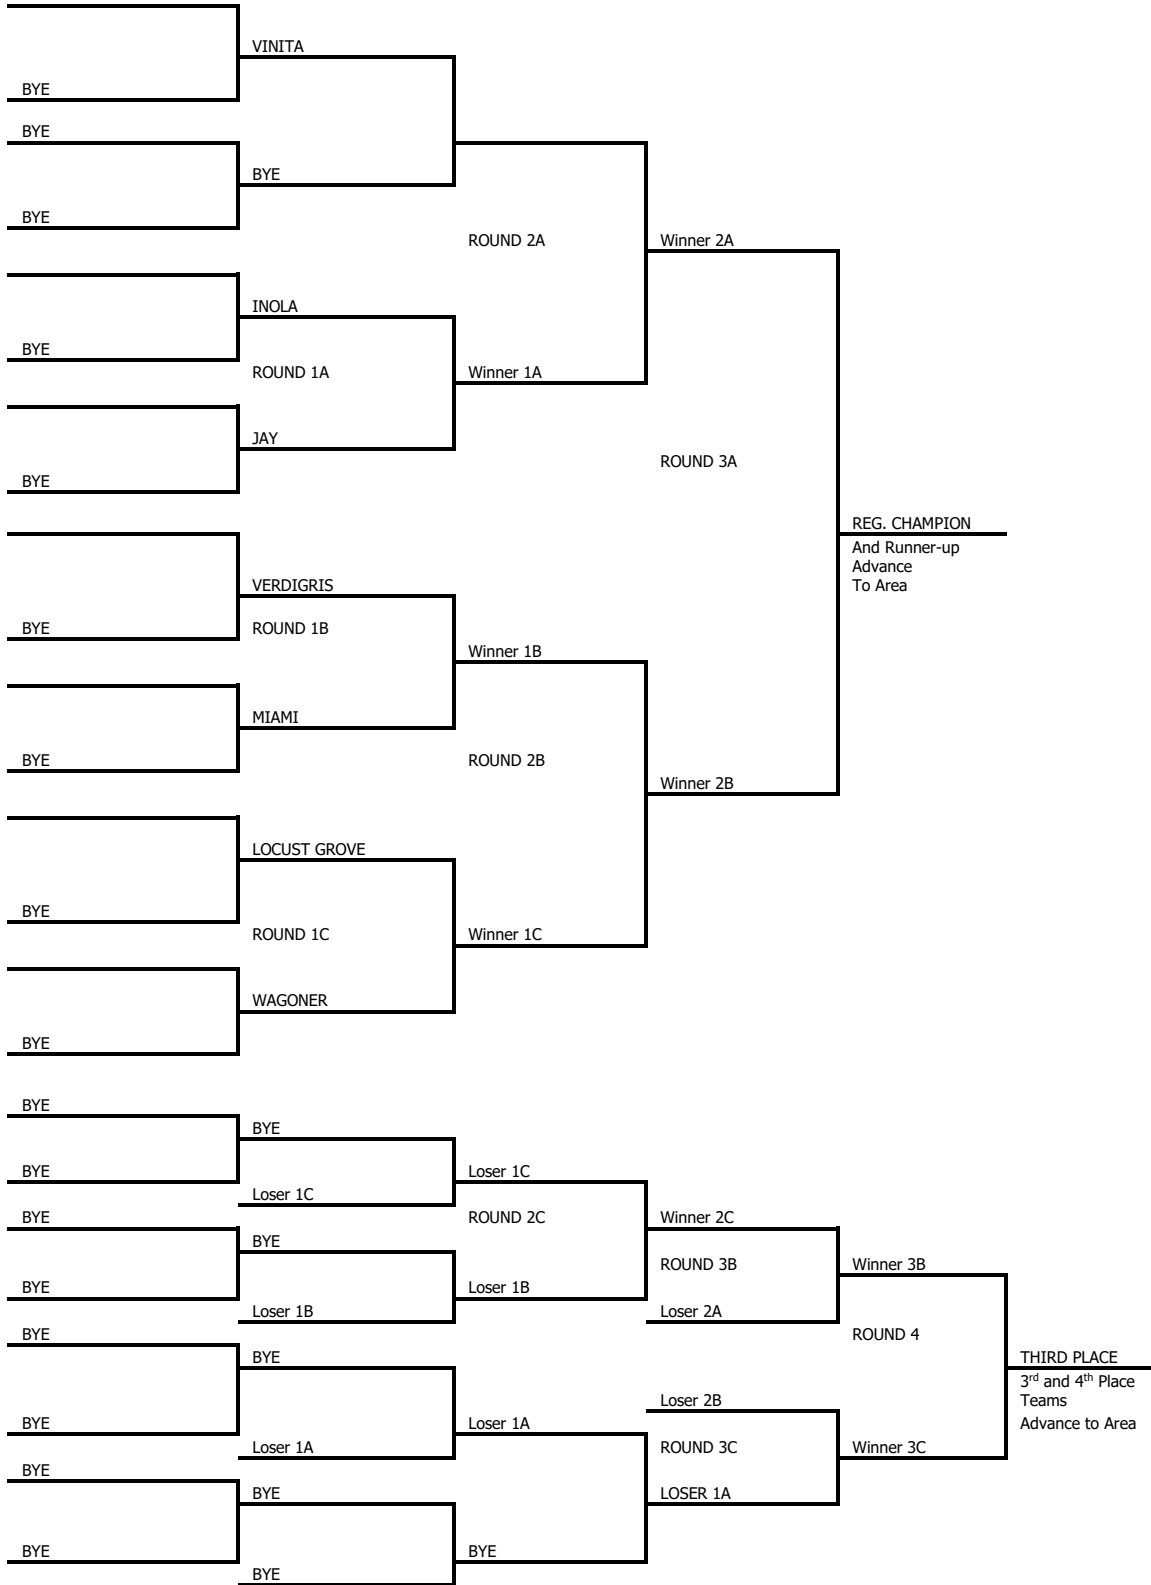 VINITA
BYE
BYE
BYE
BYE
ROUND 2A
Winner 2A
INOLA
BYE
ROUND 1A
Winner 1A
JAY
ROUND 3A
BYE
REG. CHAMPION
And Runner-up
Advance
To Area
VERDIGRIS
BYE
ROUND 1B
Winner 1B
MIAMI
BYE
ROUND 2B
Winner 2B
LOCUST GROVE
BYE
ROUND 1C
Winner 1C
WAGONER
BYE
BYE
BYE
BYE
Loser 1C
Loser 1C
BYE
ROUND 2C
Winner 2C
BYE
ROUND 3B
Winner 3B
BYE
Loser 1B
Loser 1B
Loser 2A
BYE
ROUND 4
BYE
THIRD PLACE
3rd and 4th Place
Teams
Advance to Area
Loser 2B
BYE
Loser 1A
Loser 1A
ROUND 3C
Winner 3C
BYE
BYE
LOSER 1A
BYE
BYE
BYE